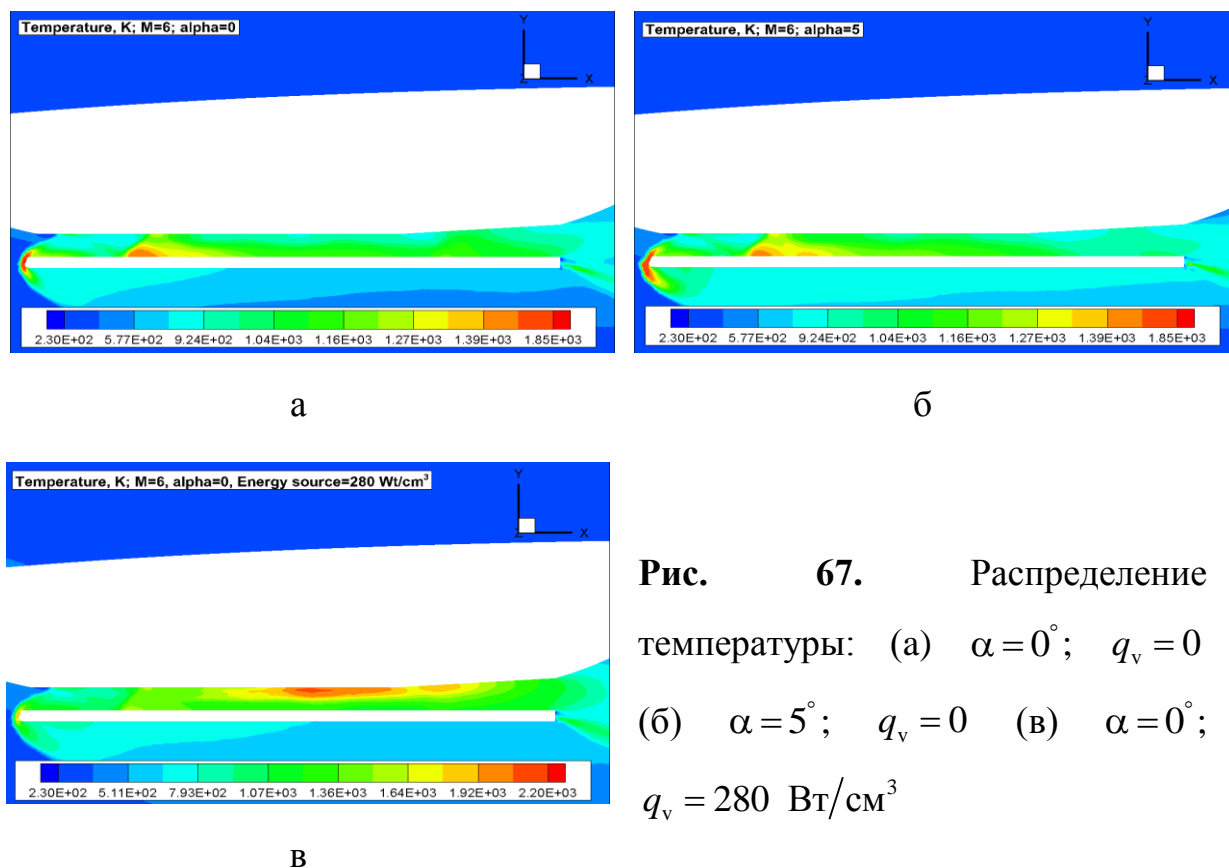 Temperature, K; M=6; alpha=0
Y
Z
X
2.30E+02 5.77E+02 9.24E+02 1.04E+03 1.16E+03 1.27E+03 1.39E+03 1.85E+03
а
Temperature, K; M=6; alpha=5
Y
Z
X
2.30E+02 5.77E+02 9.24E+02 1.04E+03 1.16E+03 1.27E+03 1.39E+03 1.85E+03
б
Temperature, K; M=6, alpha=0, Energy source=280 Wt/cm³
Y
Z
X
2.30E+02 5.11E+02 7.93E+02 1.07E+03 1.36E+03 1.64E+03 1.92E+03 2.20E+03
в
Рис. 67. Распределение
температуры: (а) α = 0°; qᵥ = 0
(б) α = 5°; qᵥ = 0 (в) α = 0°;
qᵥ = 280 Вт/см³